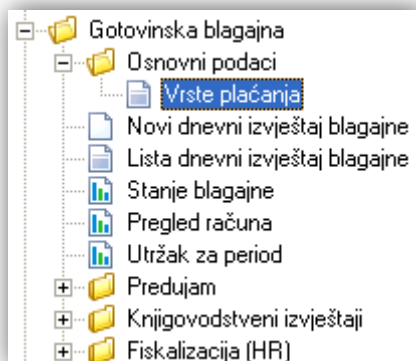 Gotovinska blagajna
Osnovni podaci
Vrste plaćanja
Novi dnevni izvještaj blagajne
Lista dnevni izvještaj blagajne
Stanje blagajne
Pregled računa
Utržak za period
Predujam
Knjigovodstveni izvještaji
Fiskalizacija (HR)